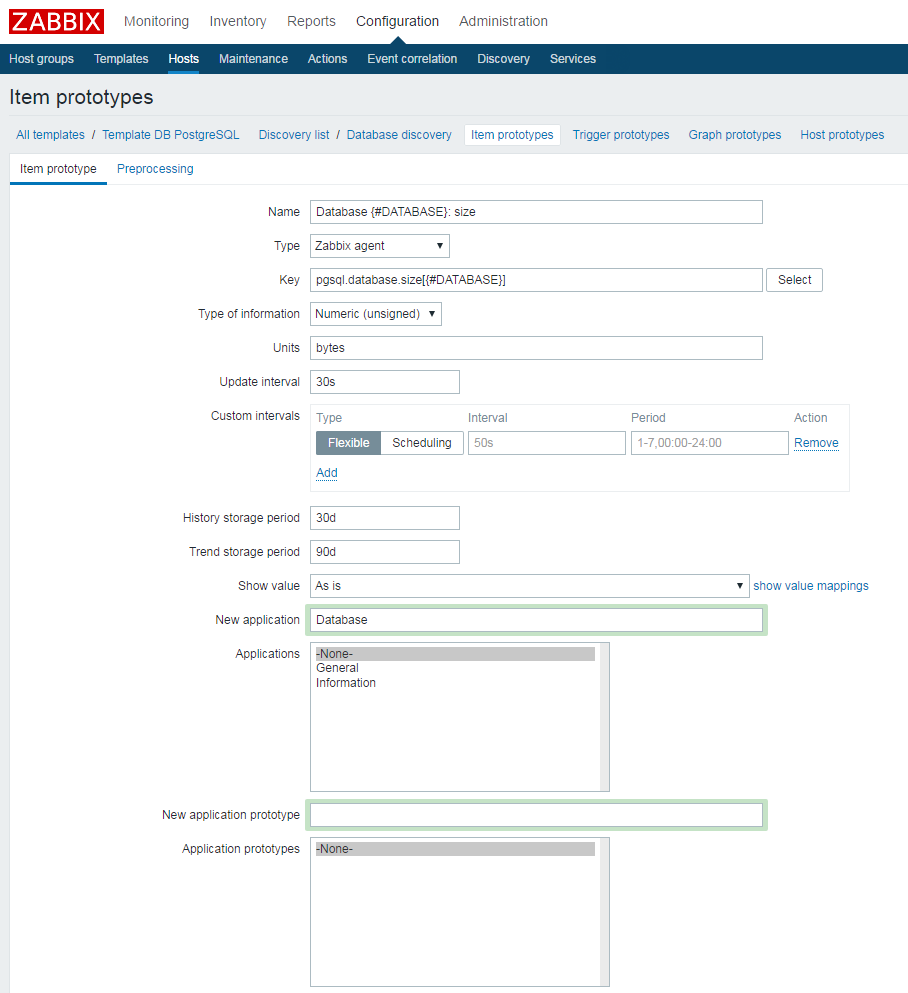 ZABBIX Monitoring Inventory Reports Configuration Administration
Host groups Templates Hosts Maintenance Actions Event correlation Discovery Services
Item prototypes
All templates / Template DB PostgreSQL Discovery list / Database discovery Item prototypes Trigger prototypes Graph prototypes Host prototypes
Item prototype Preprocessing
Name Database {#DATABASE}: size
Type Zabbix agent
Key pgsql.database.size[{#DATABASE}] Select
Type of information Numeric (unsigned)
Units bytes
Update interval 30s
Custom intervals Type Interval Period Action
Flexible Scheduling 50s 1-7,00:00-24:00 Remove
Add
History storage period 30d
Trend storage period 90d
Show value As is show value mappings
New application Database
Applications -None-
General
Information
New application prototype
Application prototypes -None-